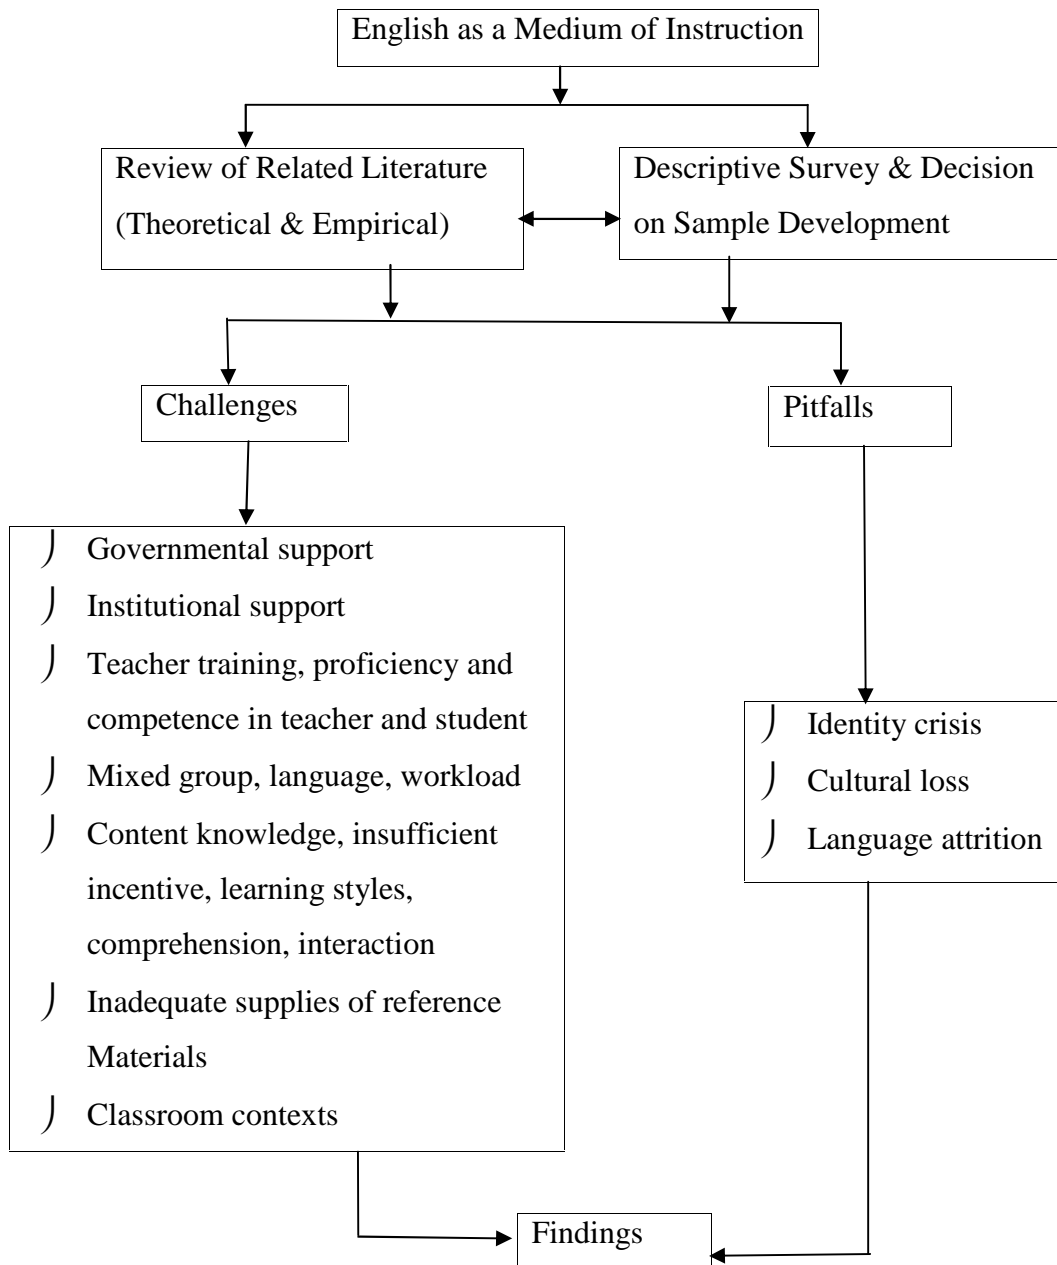 English as a Medium of Instruction
Review of Related Literature
(Theoretical & Empirical)
Descriptive Survey & Decision
on Sample Development
Challenges
Pitfalls
Governmental support
Institutional support
Teacher training, proficiency and
competence in teacher and student
Mixed group, language, workload
Content knowledge, insufficient
incentive, learning styles,
comprehension, interaction
Inadequate supplies of reference
Materials
Classroom contexts
Identity crisis
Cultural loss
Language attrition
Findings